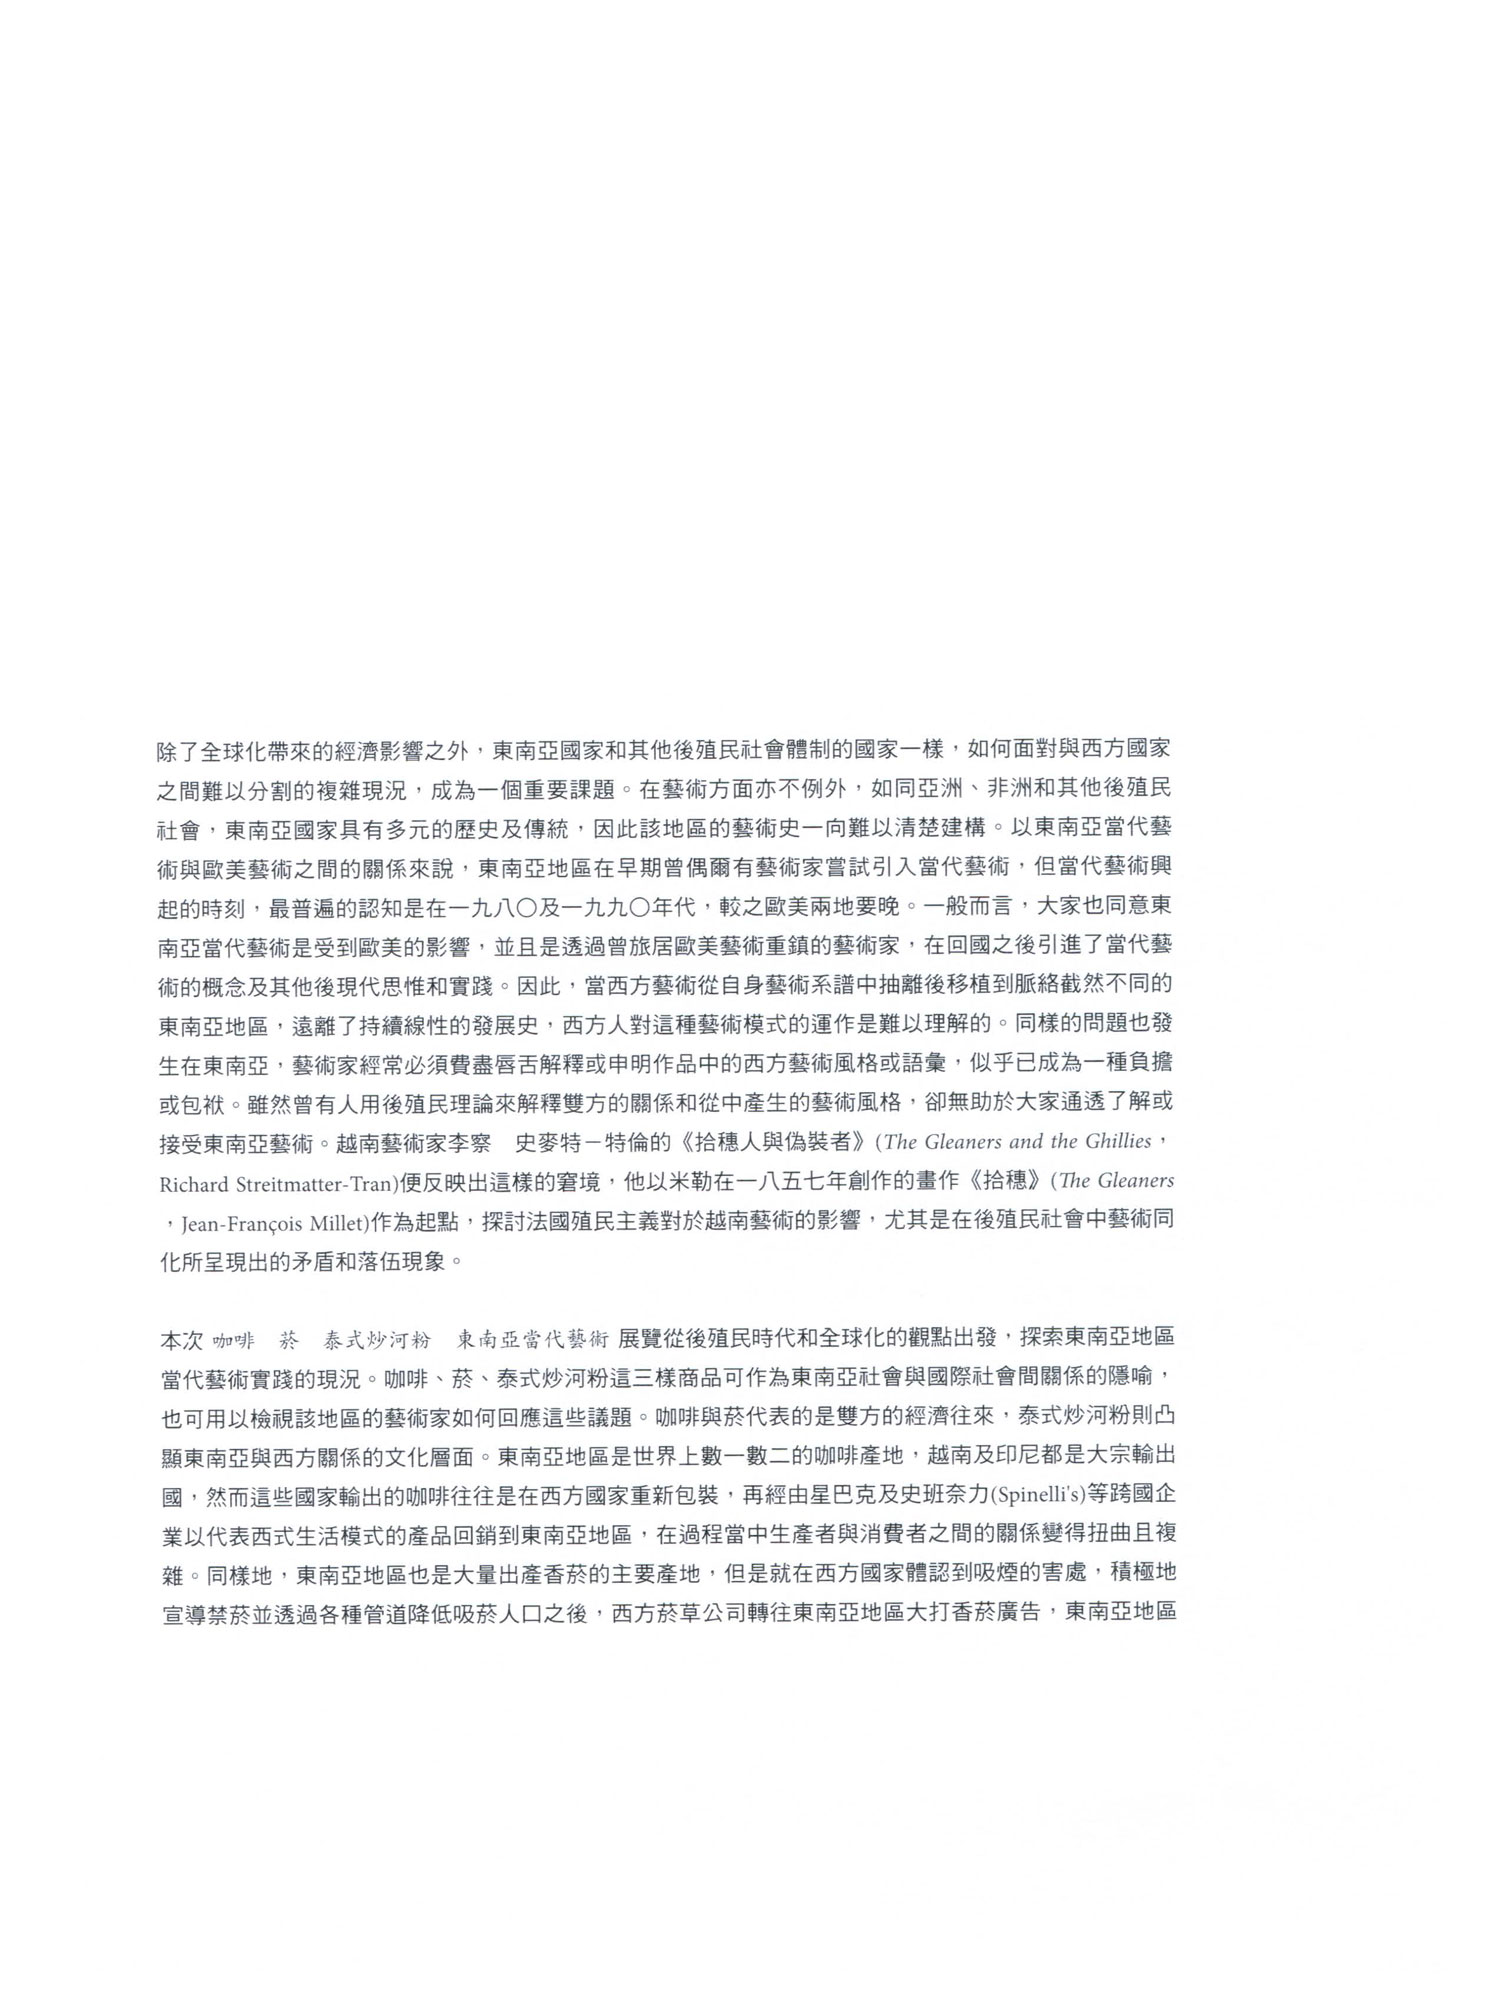 除了全球化帶來的經濟影響之外，東南亞國家和其他後殖民社會體制的國家一樣，如何面對與西方國家
之間難以分割的複雜現況，成為一個重要課題。在藝術方面亦不例外，如同亞洲、非洲和其他後殖民
社會，東南亞國家具有多元的歷史及傳統，因此該地區的藝術史一向難以清楚建構。以東南亞當代藝
術與歐美藝術之間的關係來說，東南亞地區在早期曾偶爾有藝術家嘗試引入當代藝術，但當代藝術興
起的時刻，最普遍的認知是在一九八〇及一九九〇年代，較之歐美兩地要晚。一般而言，大家也同意東
南亞當代藝術是受到歐美的影響，並且是透過曾旅居歐美藝術重鎮的藝術家，在回國之後引進了當代藝
術的概念及其他後現代思惟和實踐。因此，當西方藝術從自身藝術系譜中抽離後移植到脈絡截然不同的
東南亞地區，遠離了持續線性的發展史，西方人對這種藝術模式的運作是難以理解的。同樣的問題也發
生在東南亞，藝術家經常必須費盡唇舌解釋或申明作品中的西方藝術風格或語彙，似乎已成為一種負擔
或包袱。雖然曾有人用後殖民理論來解釋雙方的關係和從中產生的藝術風格，卻無助於大家通透了解或
接受東南亞藝術。越南藝術家李察　史麥特－特倫的《拾穗人與偽裝者》(The Gleaners and the Ghillies，
Richard Streitmatter-Tran)便反映出這樣的窘境，他以米勒在一八五七年創作的畫作《拾穗》(The Gleaners
，Jean-François Millet)作為起點，探討法國殖民主義對於越南藝術的影響，尤其是在後殖民社會中藝術同
化所呈現出的矛盾和落伍現象。
本次 咖啡　菸　泰式炒河粉　東南亞當代藝術 展覽從後殖民時代和全球化的觀點出發，探索東南亞地區
當代藝術實踐的現況。咖啡、菸、泰式炒河粉這三樣商品可作為東南亞社會與國際社會間關係的隱喻，
也可用以檢視該地區的藝術家如何回應這些議題。咖啡與菸代表的是雙方的經濟往來，泰式炒河粉則凸
顯東南亞與西方關係的文化層面。東南亞地區是世界上數一數二的咖啡產地，越南及印尼都是大宗輸出
國，然而這些國家輸出的咖啡往往是在西方國家重新包裝，再經由星巴克及史班奈力(Spinelli's)等跨國企
業以代表西式生活模式的產品回銷到東南亞地區，在過程當中生產者與消費者之間的關係變得扭曲且複
雜。同樣地，東南亞地區也是大量出產香菸的主要產地，但是就在西方國家體認到吸煙的害處，積極地
宣導禁菸並透過各種管道降低吸菸人口之後，西方菸草公司轉往東南亞地區大打香菸廣告，東南亞地區